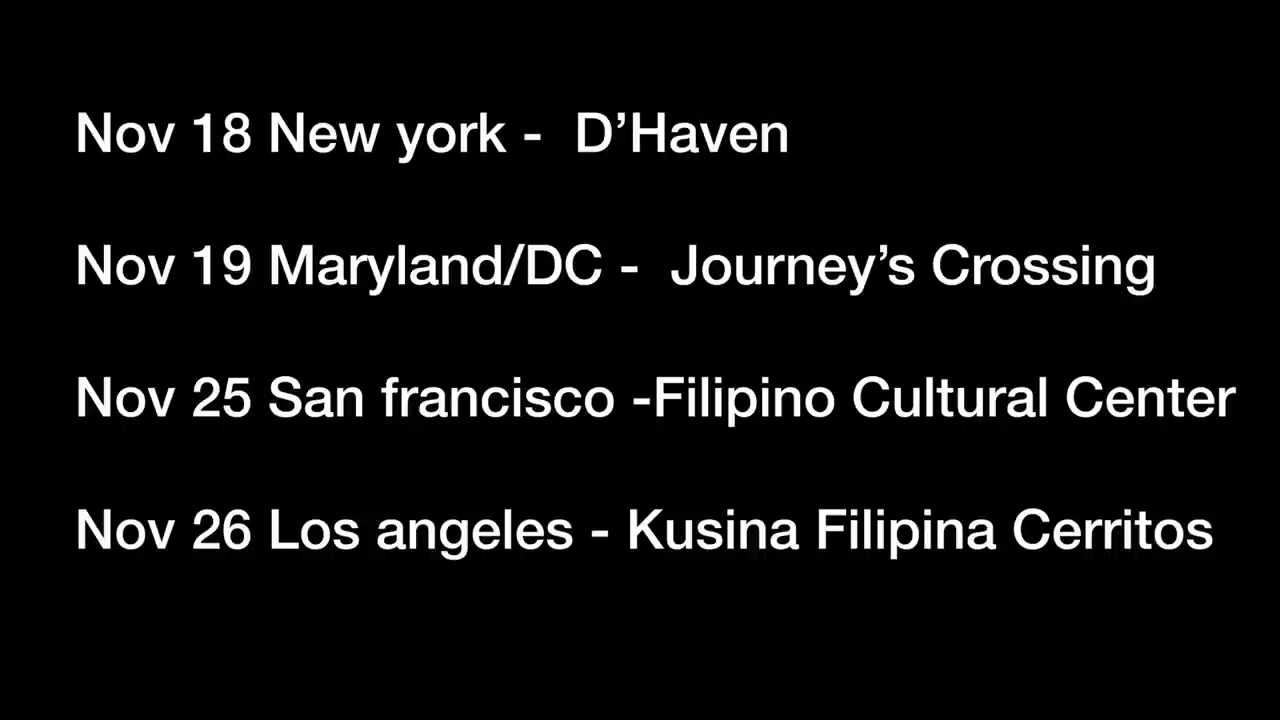 Nov 18 New york -  D’Haven
Nov 19 Maryland/DC -  Journey’s Crossing
Nov 25 San francisco -Filipino Cultural Center
Nov 26 Los angeles - Kusina Filipina Cerritos